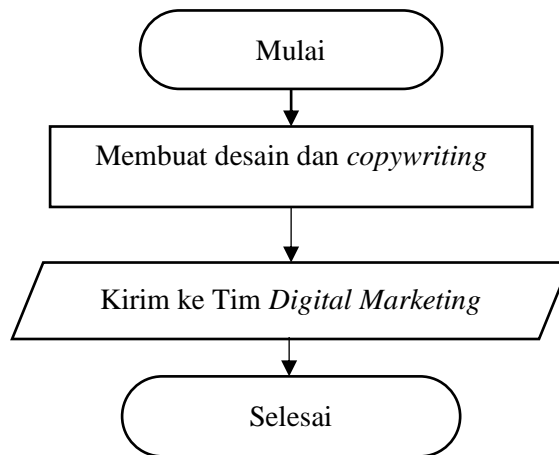 Mulai
Membuat desain dan copywriting
Kirim ke Tim Digital Marketing
Selesai